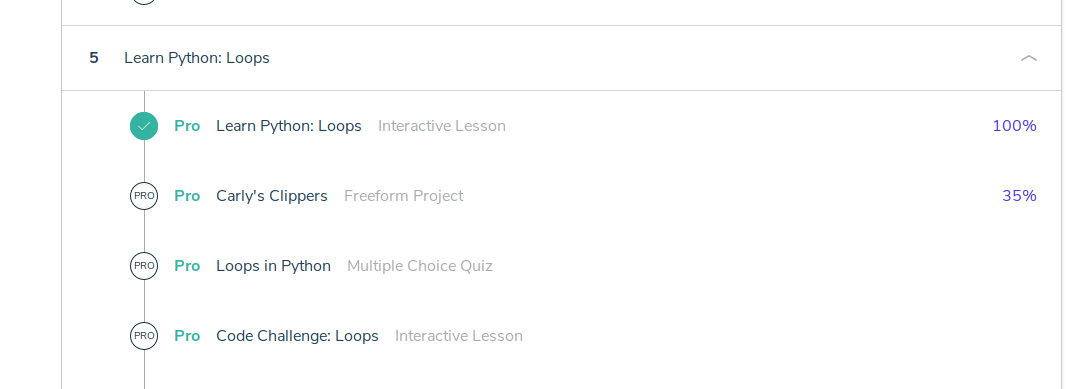 5 Learn Python: Loops
Pro Learn Python: Loops Interactive Lesson 100%
PRO Pro Carly's Clippers Freeform Project 35%
PRO Pro Loops in Python Multiple Choice Quiz
PRO Pro Code Challenge: Loops Interactive Lesson